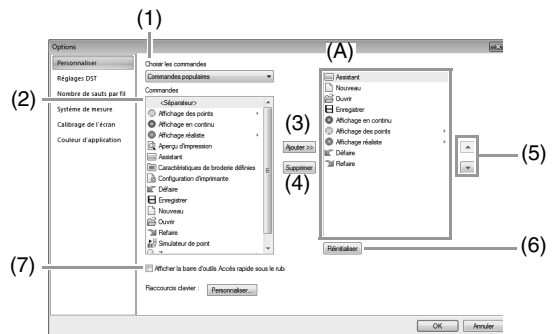 (1)
Options
(A)
Personnaliser
Réglages DST
Nombre de sauts par fil
Système de mesure
Calibrage de l'écran
Couleur d'application
Choisir les commandes
Commandes populaires
Commandes
(2)
<Séparateur>
Affichage des points
Affichage en continu
Affichage réaliste
Aperçu d'impression
Assistant
Caractéristiques de broderie définies
Configuration d'imprimante
Défaire
Enregistrer
Nouveau
Ouvrir
Refaire
Simulateur de point
(3)
Ajouter >>
Supprimer
(4)
Assistant
Nouveau
Ouvrir
Enregistrer
Affichage en continu
Affichage des points
Affichage réaliste
Défaire
Refaire
(5)
Réinitialiser
(6)
(7)
Afficher la barre d'outils Accès rapide sous le rub
Raccourcis clavier :
Personnaliser...
OK
Annuler